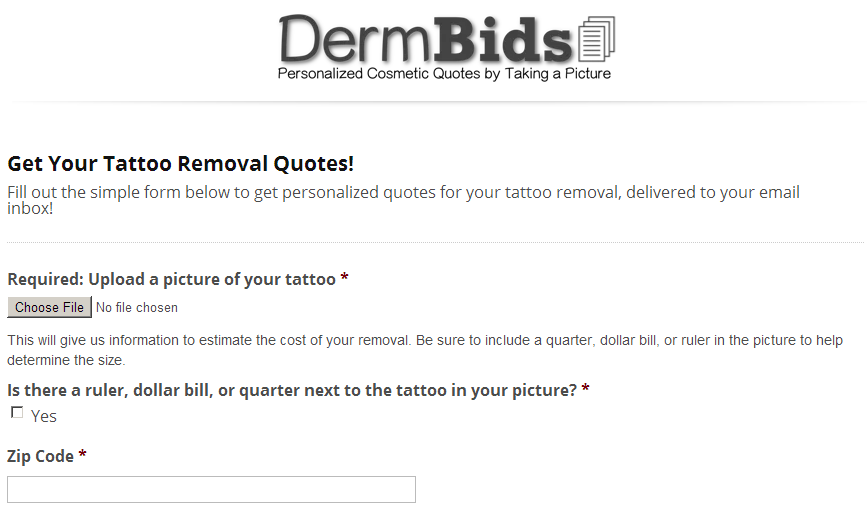 DermBids
Personalized Cosmetic Quotes by Taking a Picture
Get Your Tattoo Removal Quotes!
Fill out the simple form below to get personalized quotes for your tattoo removal, delivered to your email
inbox!
Required: Upload a picture of your tattoo *
Choose File No file chosen
This will give us information to estimate the cost of your removal. Be sure to include a quarter, dollar bill, or ruler in the picture to help
determine the size.
Is there a ruler, dollar bill, or quarter next to the tattoo in your picture? *
Yes
Zip Code *